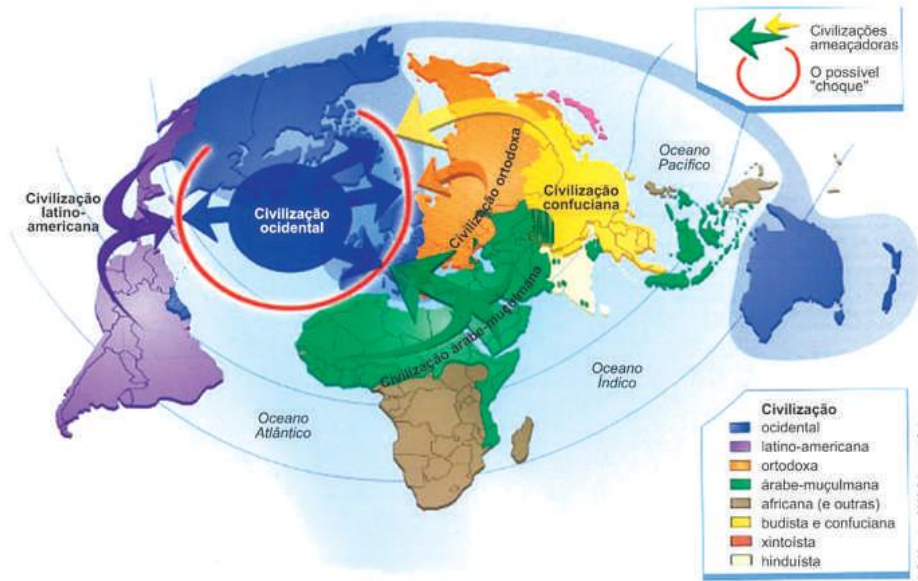 Civilizações
ameaçadoras
O possível
"choque"
Oceano
Pacífico
Civilização
latino-
americana
Civilização
ocidental
Civilização ortodoxa
Civilização
confuciana
Civilização árabe-muçulmana
Oceano
Índico
Oceano
Atlântico
Civilização
ocidental
latino-americana
ortodoxa
árabe-muçulmana
africana (e outras)
budista e confuciana
xintoísta
hinduísta